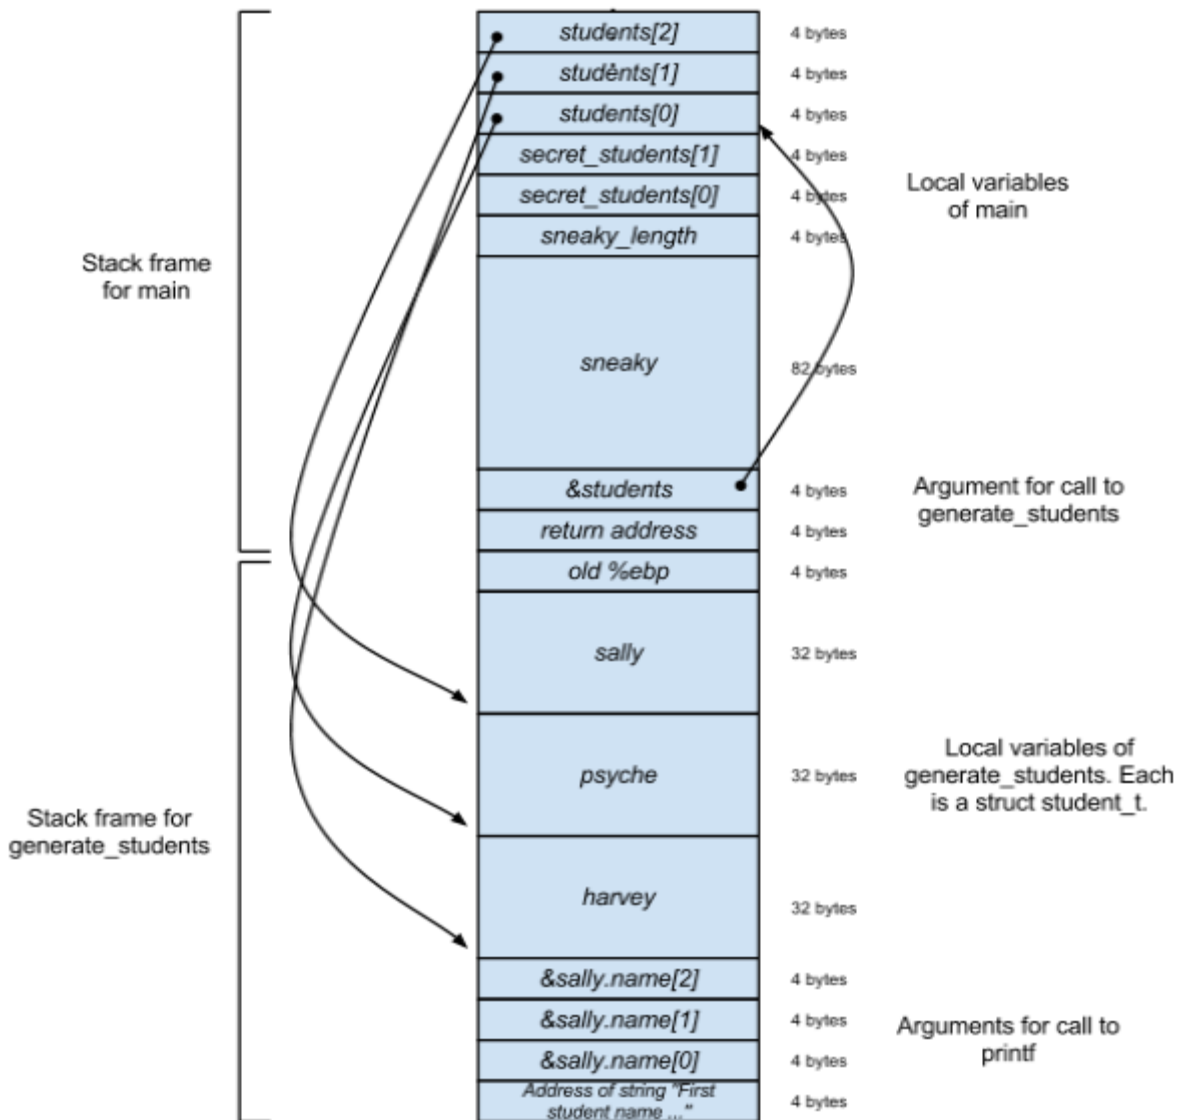 students[2]
4 bytes
students[1]
4 bytes
students[0]
4 bytes
secret_students[1]
4 bytes
secret_students[0]
4 bytes
sneaky_length
4 bytes
Local variables
of main
Stack frame
for main
sneaky
82 bytes
&students
4 bytes
Argument for call to
generate_students
return address
4 bytes
old %ebp
4 bytes
sally
32 bytes
psyche
32 bytes
Local variables of
generate_students. Each
is a struct student_t.
Stack frame for
generate_students
harvey
32 bytes
&sally.name[2]
4 bytes
&sally.name[1]
4 bytes
Arguments for call to
printf
&sally.name[0]
4 bytes
Address of string "First
student name ..."
4 bytes